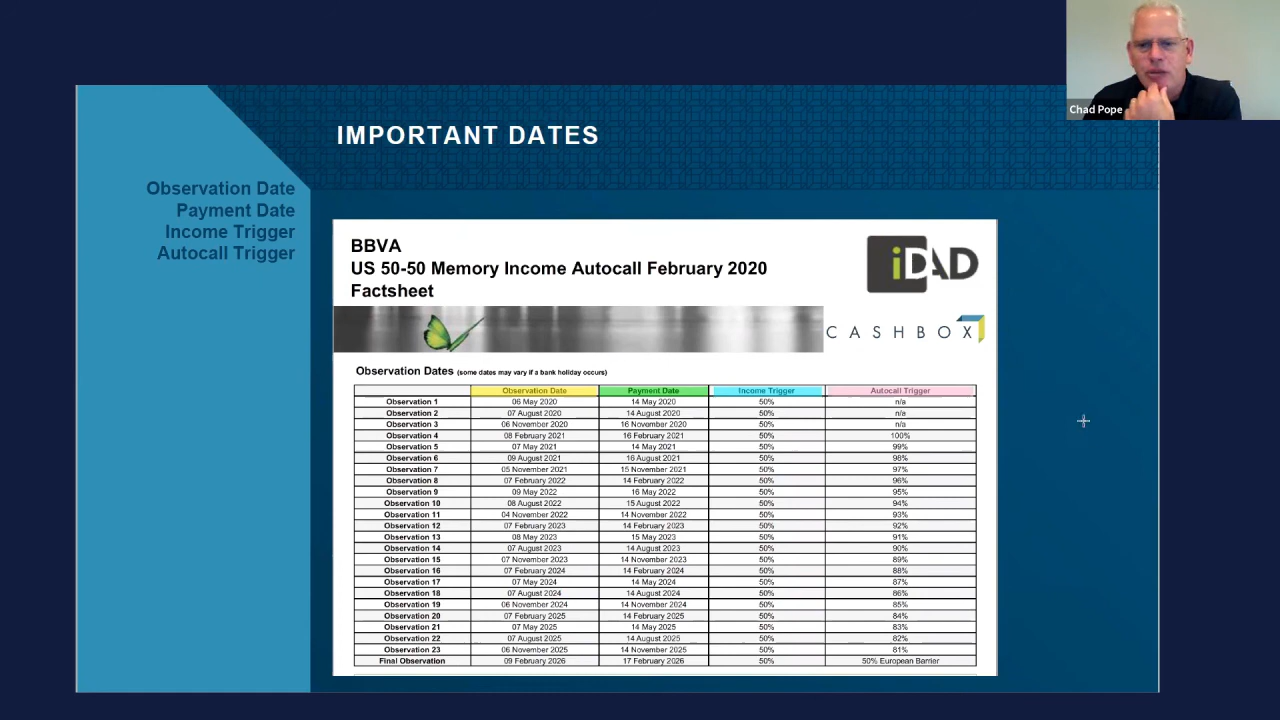 Chad Pope
IMPORTANT DATES
Observation Date
Payment Date
Income Trigger
Autocall Trigger
BBVA
US 50-50 Memory Income Autocall February 2020
Factsheet
iDAD
CASHBOX
Observation Dates (some dates may vary if a bank holiday occurs)
Observation Date Payment Date Income Trigger Autocall Trigger
Observation 1 06 May 2020 14 May 2020 50% n/a
Observation 2 07 August 2020 14 August 2020 50% n/a
Observation 3 06 November 2020 16 November 2020 50% n/a
Observation 4 08 February 2021 16 February 2021 50% 100%
Observation 5 07 May 2021 14 May 2021 50% 99%
Observation 6 09 August 2021 16 August 2021 50% 98%
Observation 7 05 November 2021 15 November 2021 50% 97%
Observation 8 07 February 2022 14 February 2022 50% 96%
Observation 9 09 May 2022 16 May 2022 50% 95%
Observation 10 08 August 2022 15 August 2022 50% 94%
Observation 11 04 November 2022 14 November 2022 50% 93%
Observation 12 07 February 2023 14 February 2023 50% 92%
Observation 13 08 May 2023 15 May 2023 50% 91%
Observation 14 07 August 2023 14 August 2023 50% 90%
Observation 15 07 November 2023 14 November 2023 50% 89%
Observation 16 07 February 2024 14 February 2024 50% 88%
Observation 17 07 May 2024 14 May 2024 50% 87%
Observation 18 07 August 2024 14 August 2024 50% 86%
Observation 19 06 November 2024 14 November 2024 50% 85%
Observation 20 07 February 2025 14 February 2025 50% 84%
Observation 21 07 May 2025 14 May 2025 50% 83%
Observation 22 07 August 2025 14 August 2025 50% 82%
Observation 23 06 November 2025 14 November 2025 50% 81%
Final Observation 09 February 2026 17 February 2026 50% 50% European Barrier